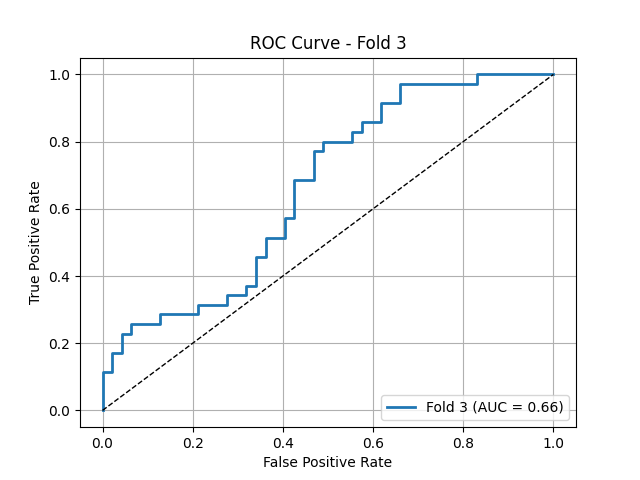 ROC Curve - Fold 3
True Positive Rate
1.0
0.8
0.6
0.4
0.2
0.0
Fold 3 (AUC = 0.66)
0.0 0.2 0.4 0.6 0.8 1.0
False Positive Rate